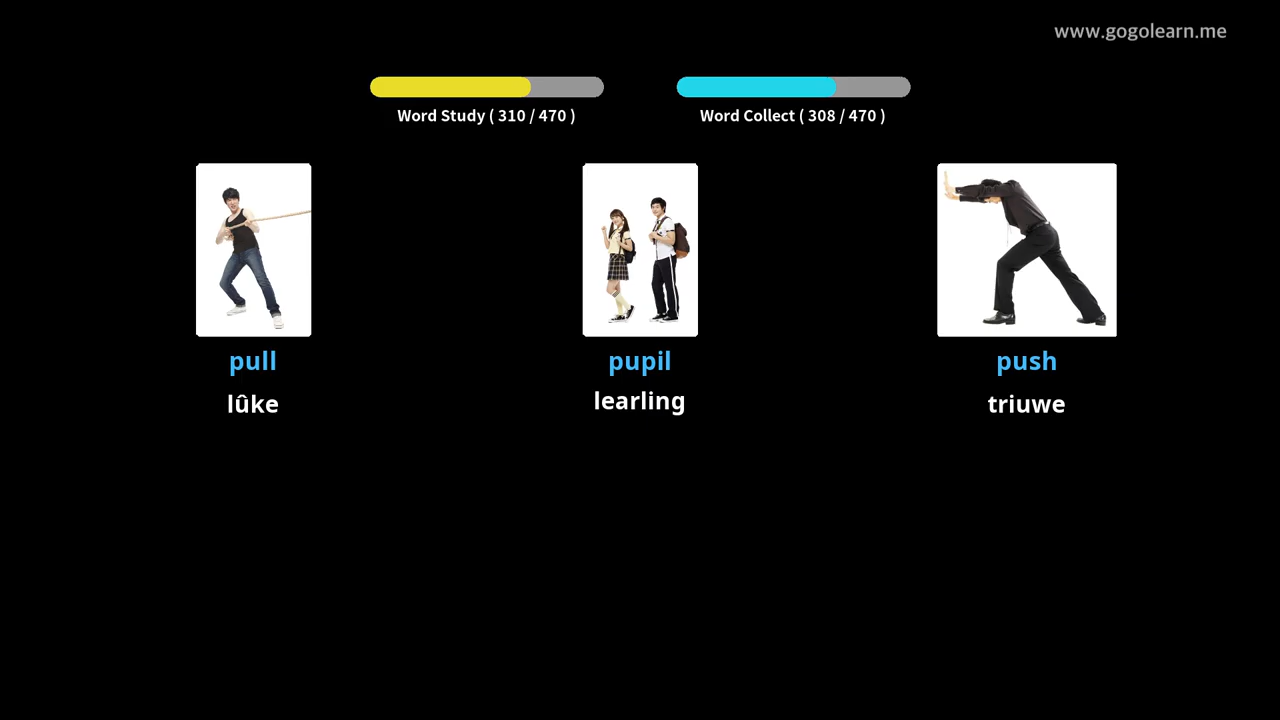 www.gogolearn.me
Word Study ( 310 / 470 )
Word Collect ( 308 / 470 )
pull
pupil
push
lûke
learling
triuwe